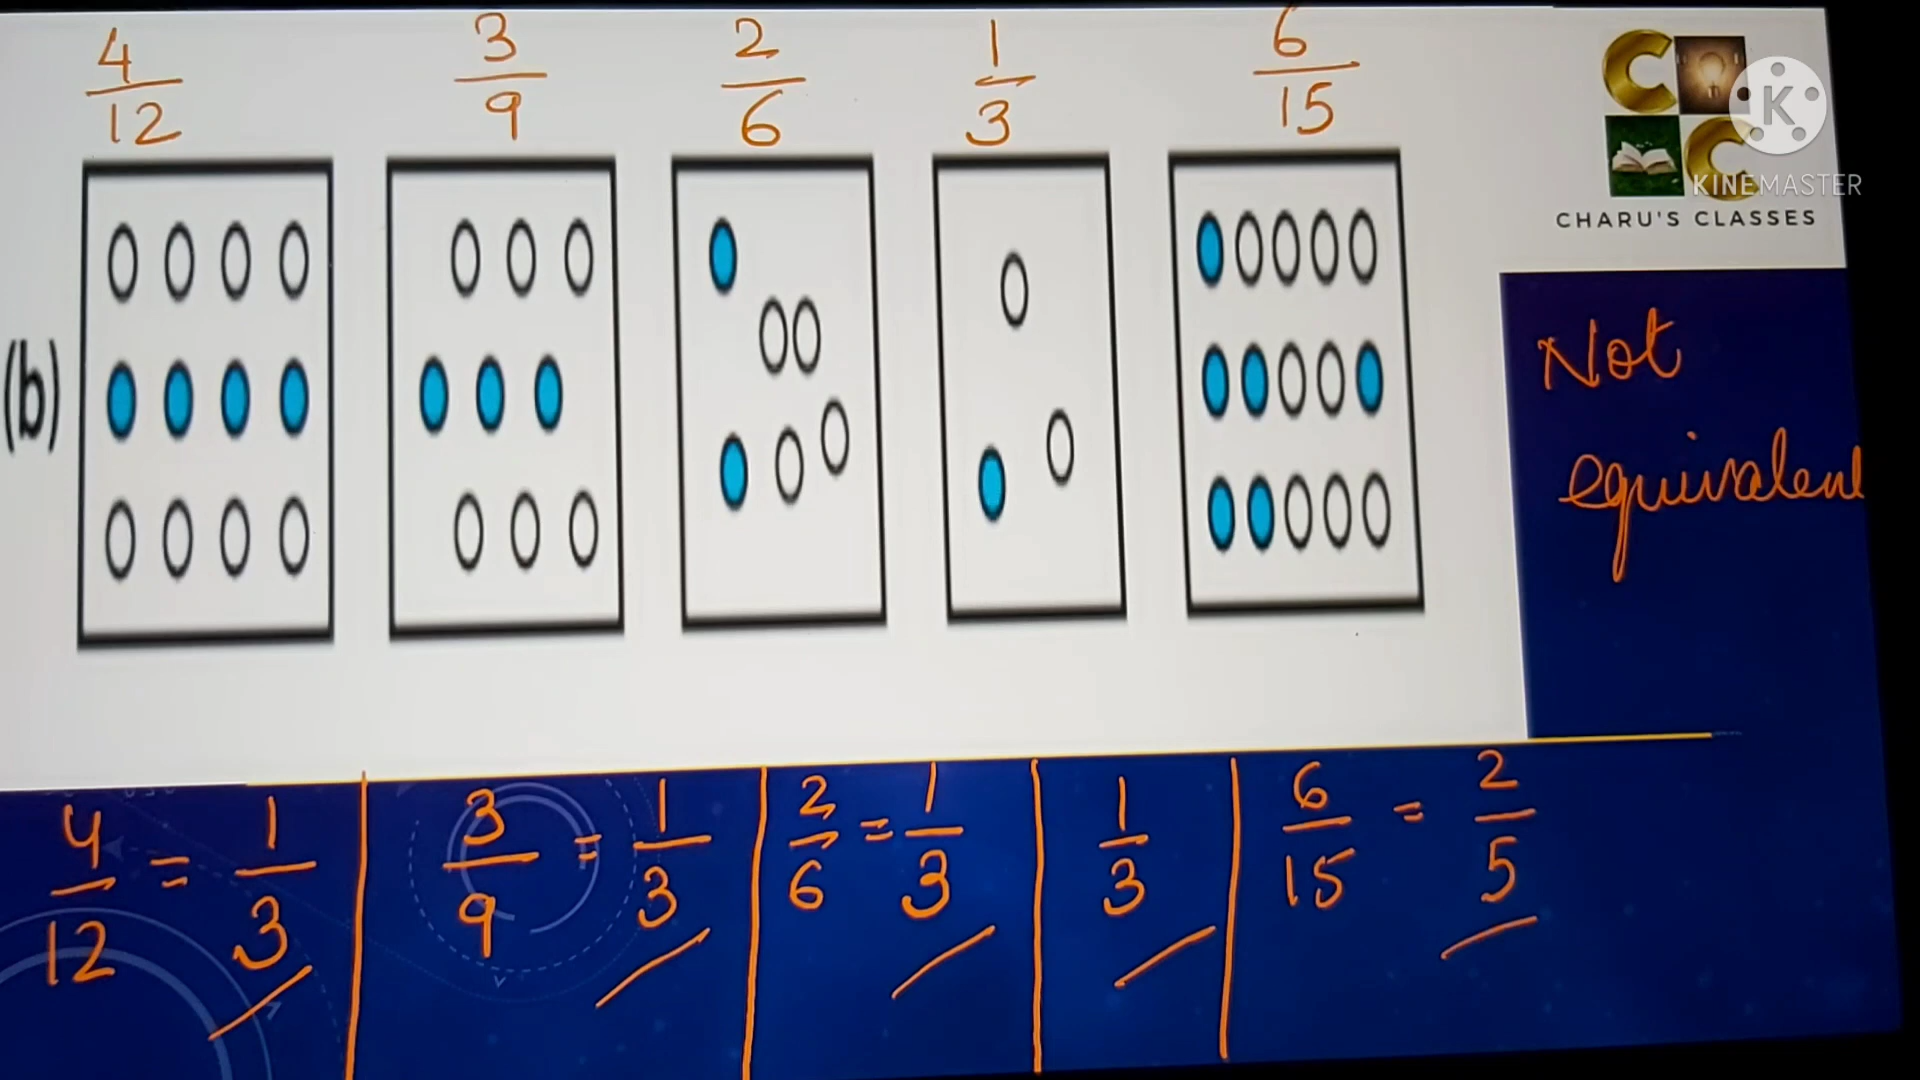 4/12 3/9 2/6 1/3 6/15
K
KINEMASTER
CHARU'S CLASSES
(b)
Not
equivalent
4/12 = 1/3 3/9 = 1/3 2/6 = 1/3 1/3 6/15 = 2/5